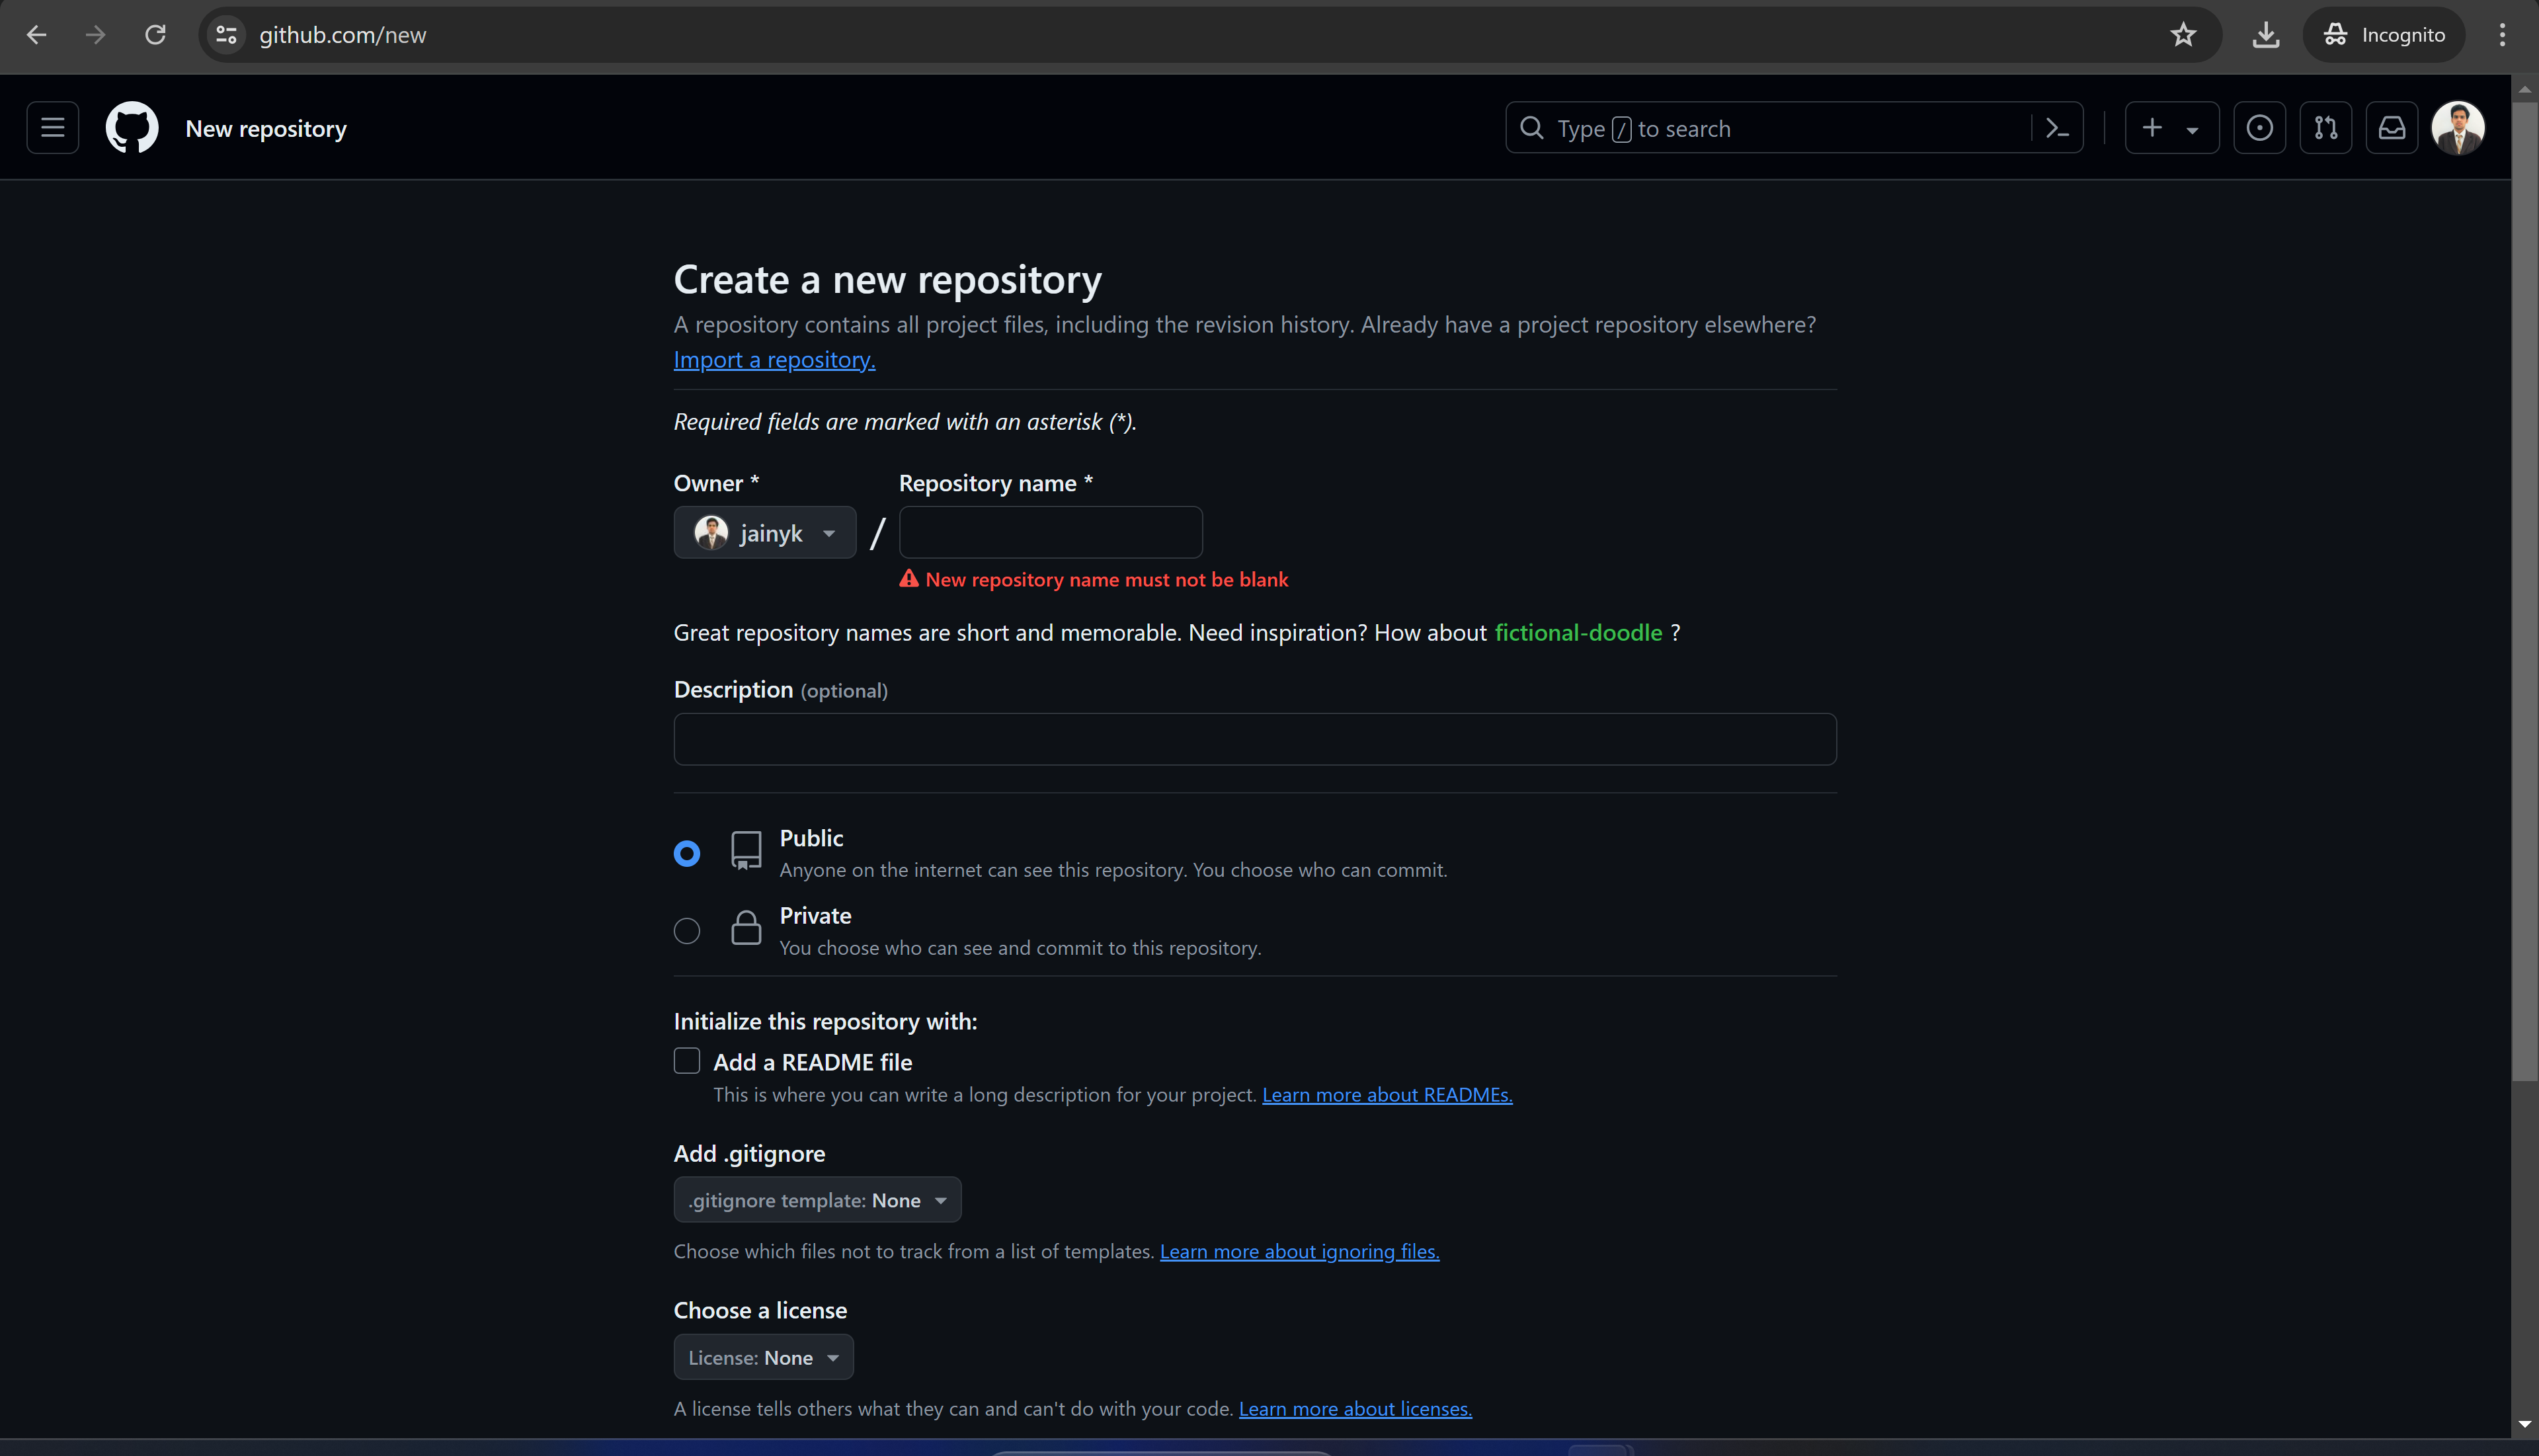 github.com/new
Incognito
New repository
Type / to search
Create a new repository
A repository contains all project files, including the revision history. Already have a project repository elsewhere?
Import a repository.
Required fields are marked with an asterisk (*).
Owner * Repository name *
jainyk /
New repository name must not be blank
Great repository names are short and memorable. Need inspiration? How about fictional-doodle ?
Description (optional)
Public
Anyone on the internet can see this repository. You choose who can commit.
Private
You choose who can see and commit to this repository.
Initialize this repository with:
Add a README file
This is where you can write a long description for your project. Learn more about READMEs.
Add .gitignore
.gitignore template: None
Choose which files not to track from a list of templates. Learn more about ignoring files.
Choose a license
License: None
A license tells others what they can and can't do with your code. Learn more about licenses.